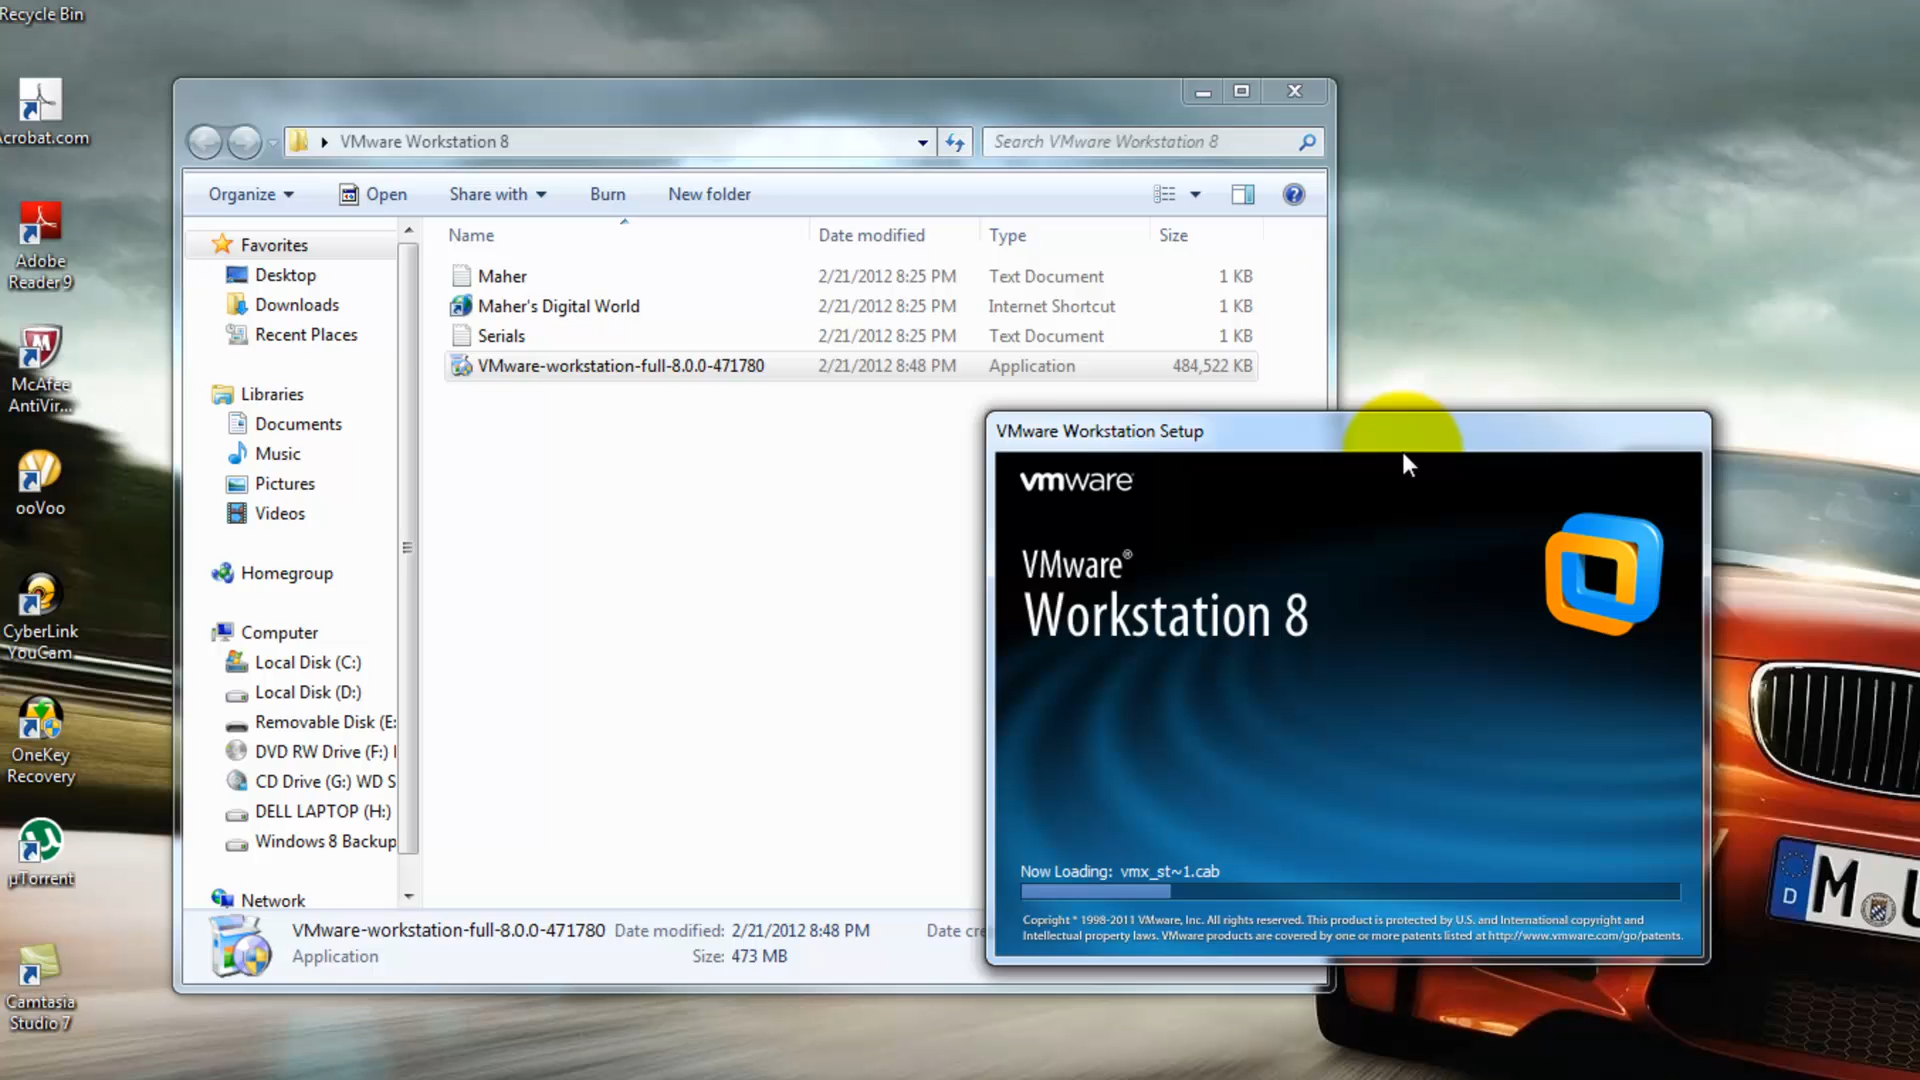 Recycle Bin
Acrobat.com
Adobe
Reader 9
McAfee
AntiVir...
ooVoo
CyberLink
YouCam
OneKey
Recovery
µTorrent
Camtasia
Studio 7
VMware Workstation 8
Search VMware Workstation 8
Organize
Open
Share with
Burn
New folder
Favorites
Desktop
Downloads
Recent Places
Libraries
Documents
Music
Pictures
Videos
Homegroup
Computer
Local Disk (C:)
Local Disk (D:)
Removable Disk (E:
DVD RW Drive (F:)
CD Drive (G:) WD S
DELL LAPTOP (H:)
Windows 8 Backup
Network
Name Date modified Type Size
Maher 2/21/2012 8:25 PM Text Document 1 KB
Maher's Digital World 2/21/2012 8:25 PM Internet Shortcut 1 KB
Serials 2/21/2012 8:25 PM Text Document 1 KB
VMware-workstation-full-8.0.0-471780 2/21/2012 8:48 PM Application 484,522 KB
VMware-workstation-full-8.0.0-471780 Date modified: 2/21/2012 8:48 PM Date cre
Application Size: 473 MB
VMware Workstation Setup
vmware
VMware®
Workstation 8
Now Loading: vmx_st~1.cab
Copright * 1998-2011 VMware, Inc. All rights reserved. This product is protected by U.S. and International copyright and
Intellectual property laws. VMware products are covered by one or more patents listed at http://www.vmware.com/go/patents.
D
M